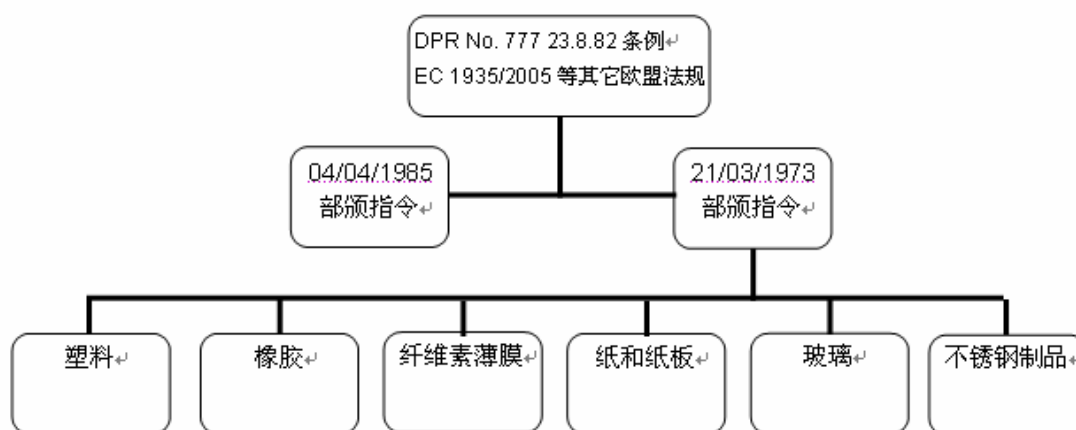 DPR No. 777 23.8.82 条例
EC 1935/2005 等其它欧盟法规
04/04/1985
部颁指令
21/03/1973
部颁指令
塑料
橡胶
纤维素薄膜
纸和纸板
玻璃
不锈钢制品